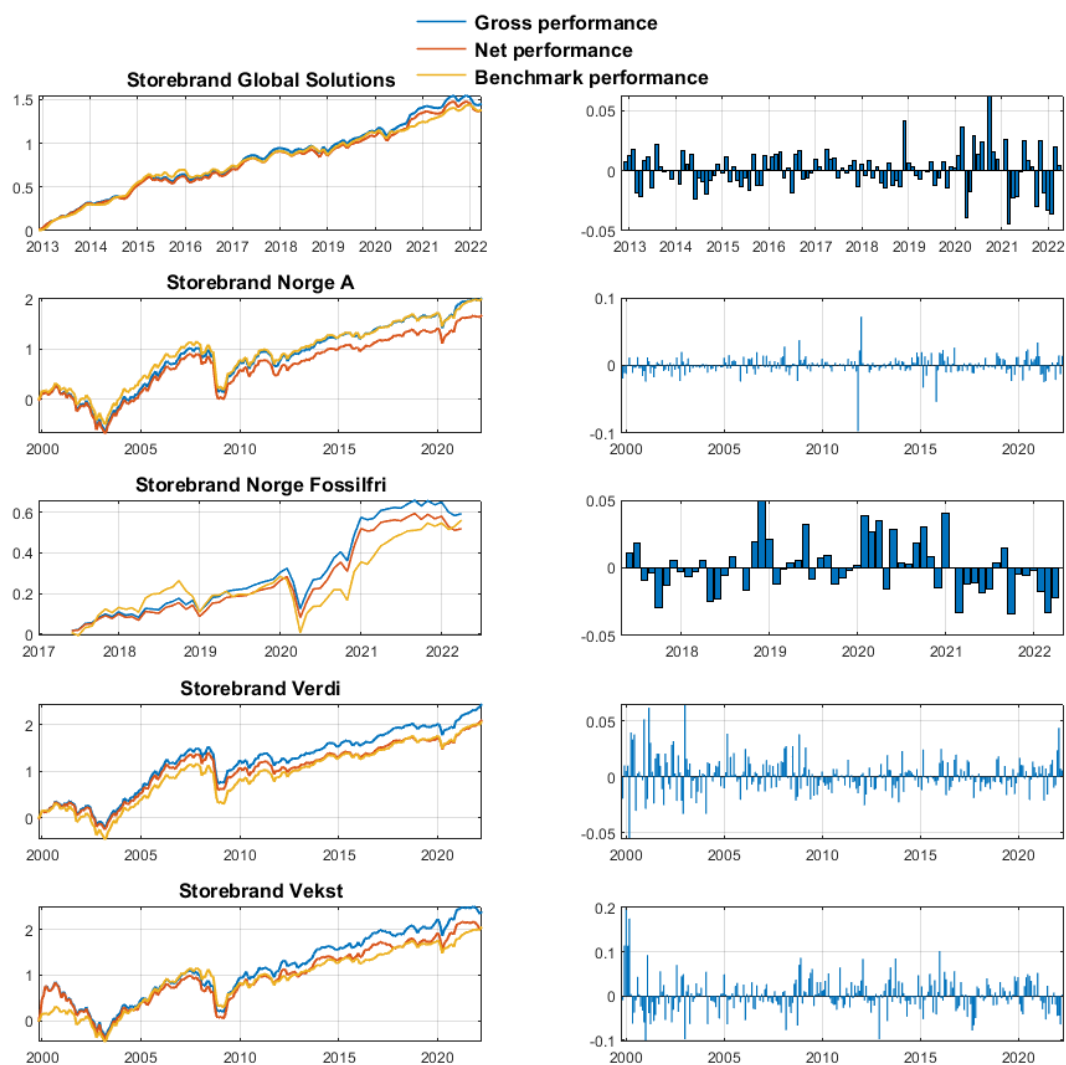 Gross performance
Net performance
Benchmark performance
Storebrand Global Solutions
1.5
1
0.5
0
2013 2014 2015 2016 2017 2018 2019 2020 2021 2022
0.05
0
-0.05
2013 2014 2015 2016 2017 2018 2019 2020 2021 2022
Storebrand Norge A
2
1
0
2000 2005 2010 2015 2020
0.1
0
-0.1
2000 2005 2010 2015 2020
Storebrand Norge Fossilfri
0.6
0.4
0.2
0
2017 2018 2019 2020 2021 2022
0.05
0
-0.05
2018 2019 2020 2021 2022
Storebrand Verdi
2
1
0
2000 2005 2010 2015 2020
0.05
0
-0.05
2000 2005 2010 2015 2020
Storebrand Vekst
2
1
0
2000 2005 2010 2015 2020
0.2
0.1
0
-0.1
2000 2005 2010 2015 2020